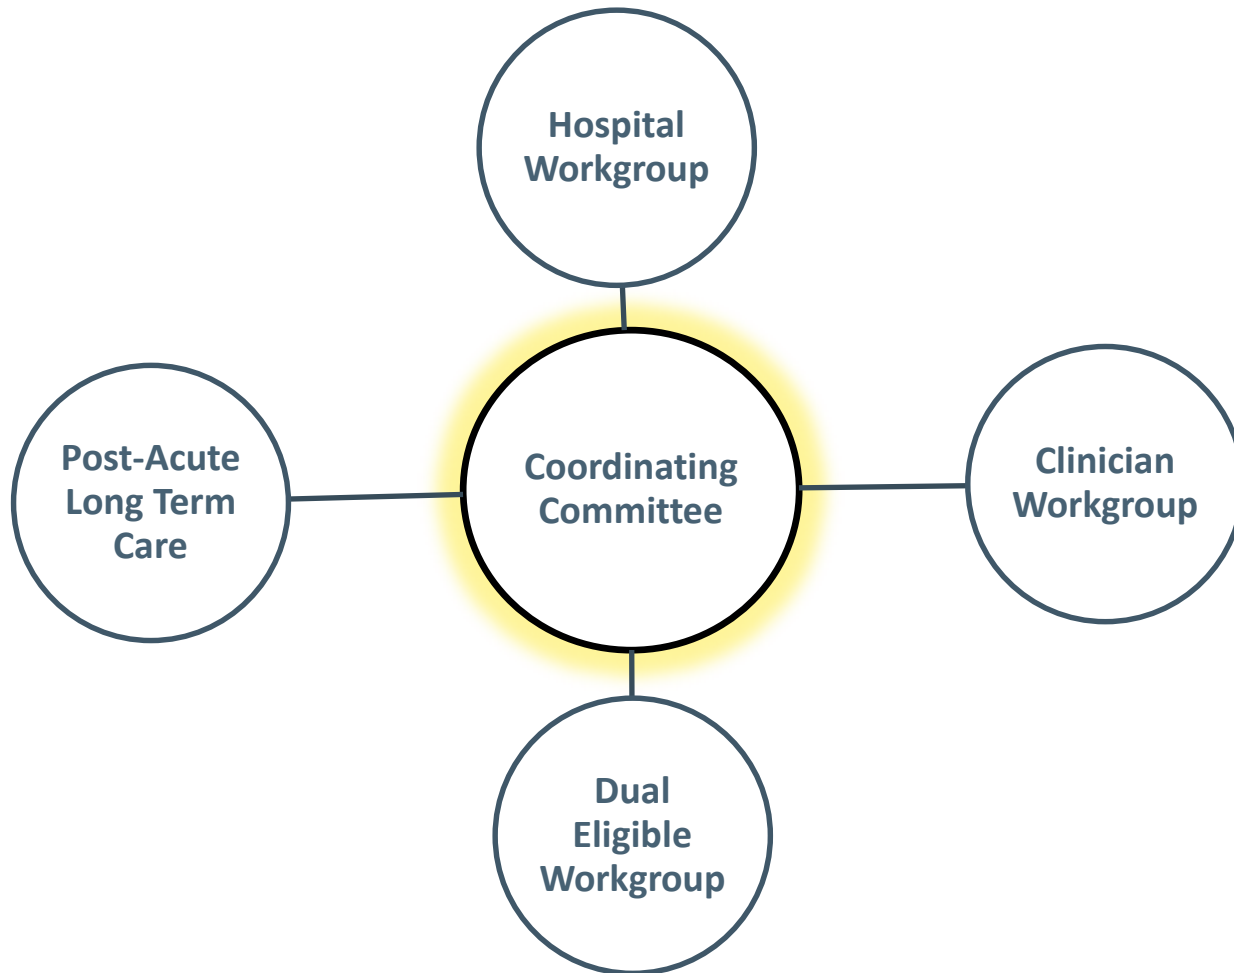 Hospital
Workgroup
Post-Acute
Long Term
Care
Coordinating
Committee
Clinician
Workgroup
Dual
Eligible
Workgroup